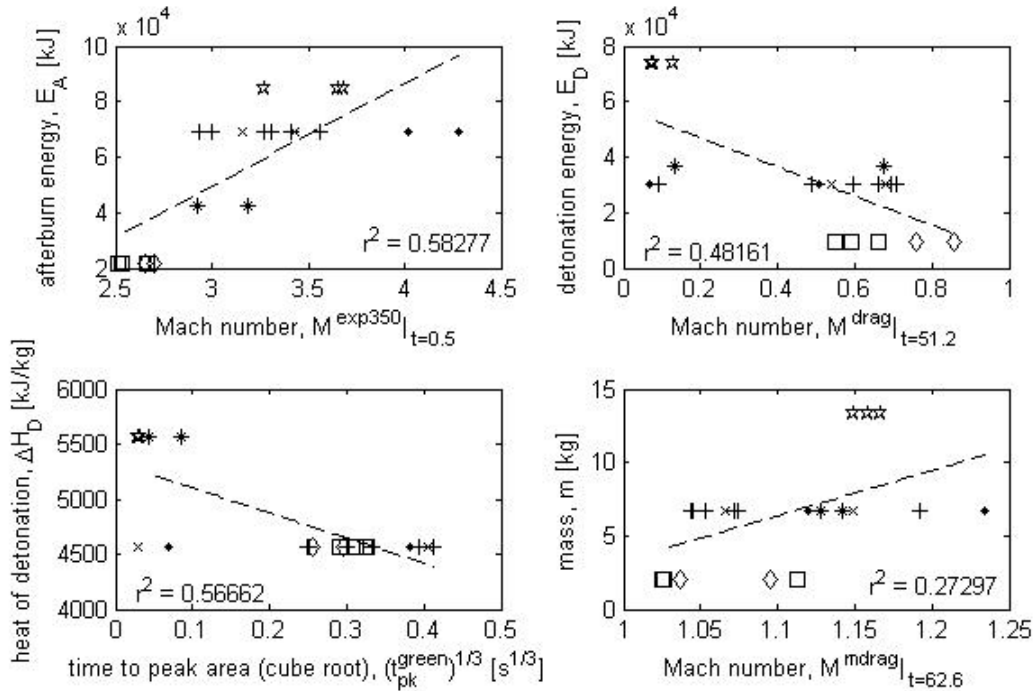 x 10^4
10
8
6
4
2
2.5 3 3.5 4 4.5
afterburn energy, E_A [kJ]
r^2 = 0.58277
Mach number, M^exp350|_t=0.5
x 10^4
8
6
4
2
0
0 0.2 0.4 0.6 0.8 1
detonation energy, E_D [kJ]
r^2 = 0.48161
Mach number, M^drag|_t=51.2
6000
5500
5000
4500
4000
0 0.1 0.2 0.3 0.4 0.5
heat of detonation, ΔH_D [kJ/kg]
r^2 = 0.56662
time to peak area (cube root), (t_pk^green)^1/3 [s^1/3]
15
10
5
0
1 1.05 1.1 1.15 1.2 1.25
mass, m [kg]
r^2 = 0.27297
Mach number, M^mdrag|_t=62.6